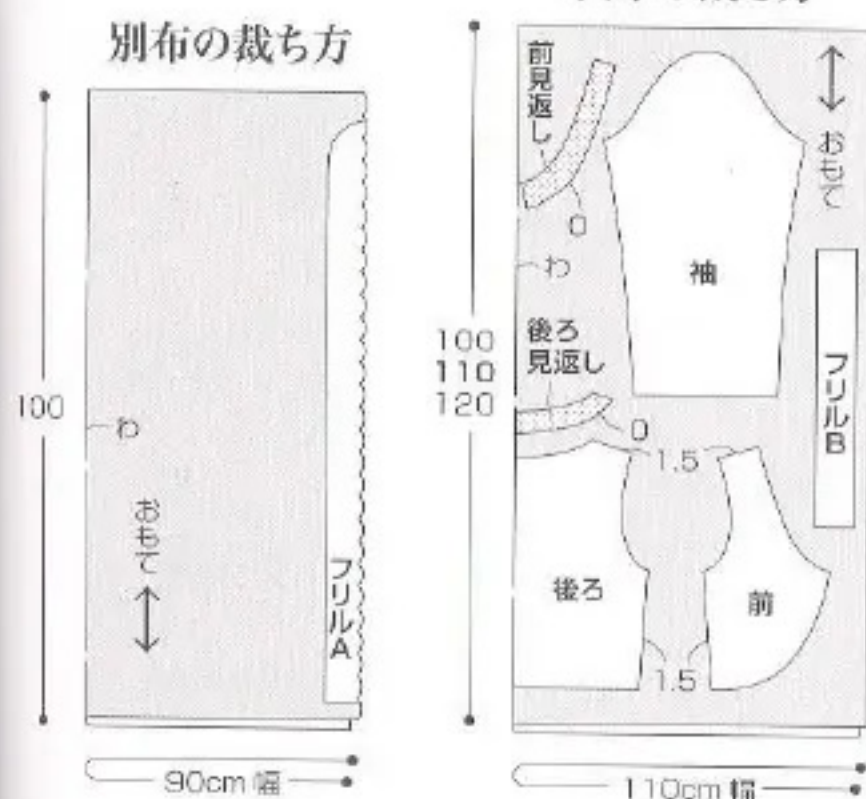 別布の裁ち方
100
わ
おもて
フリルA
90cm幅
前見返し
0
わ
袖
おもて
100
110
120
後ろ
見返し
0
1.5
フリルB
後ろ
前
1.5
110cm幅